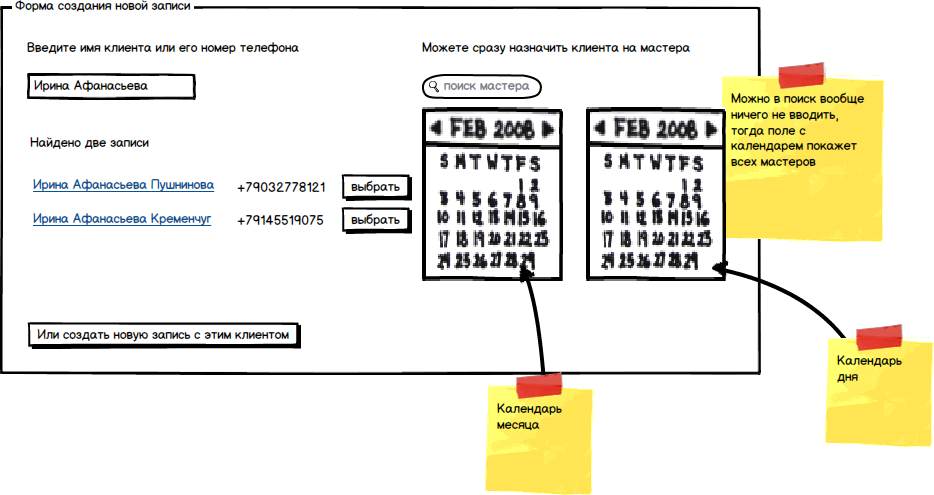 Форма создания новой записи
Введите имя клиента или его номер телефона
Ирина Афанасьева
Найдено две записи
Ирина Афанасьева Пушнинова +79032778121 выбрать
Ирина Афанасьева Кременчуг +79145519075 выбрать
Или создать новую запись с этим клиентом
Можете сразу назначить клиента на мастера
поиск мастера
FEB 2008
S M T W T F S
1 2
3 4 5 6 7 8 9
10 11 12 13 14 15 16
17 18 19 20 21 22 23
24 25 26 27 28 29
FEB 2008
S M T W T F S
1 2
3 4 5 6 7 8 9
10 11 12 13 14 15 16
17 18 19 20 21 22 23
24 25 26 27 28 29
Можно в поиск вообще
ничего не вводить,
тогда поле с
календарем покажет
всех мастеров
Календарь
месяца
Календарь
дня